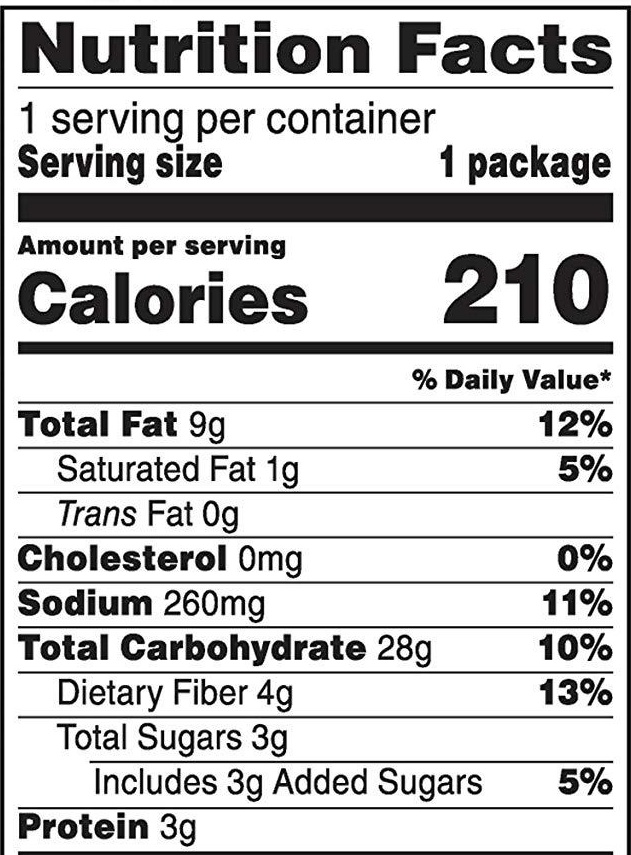 Nutrition Facts
1 serving per container
Serving size 1 package
Amount per serving
Calories 210
% Daily Value*
Total Fat 9g 12%
Saturated Fat 1g 5%
Trans Fat 0g
Cholesterol 0mg 0%
Sodium 260mg 11%
Total Carbohydrate 28g 10%
Dietary Fiber 4g 13%
Total Sugars 3g
Includes 3g Added Sugars 5%
Protein 3g